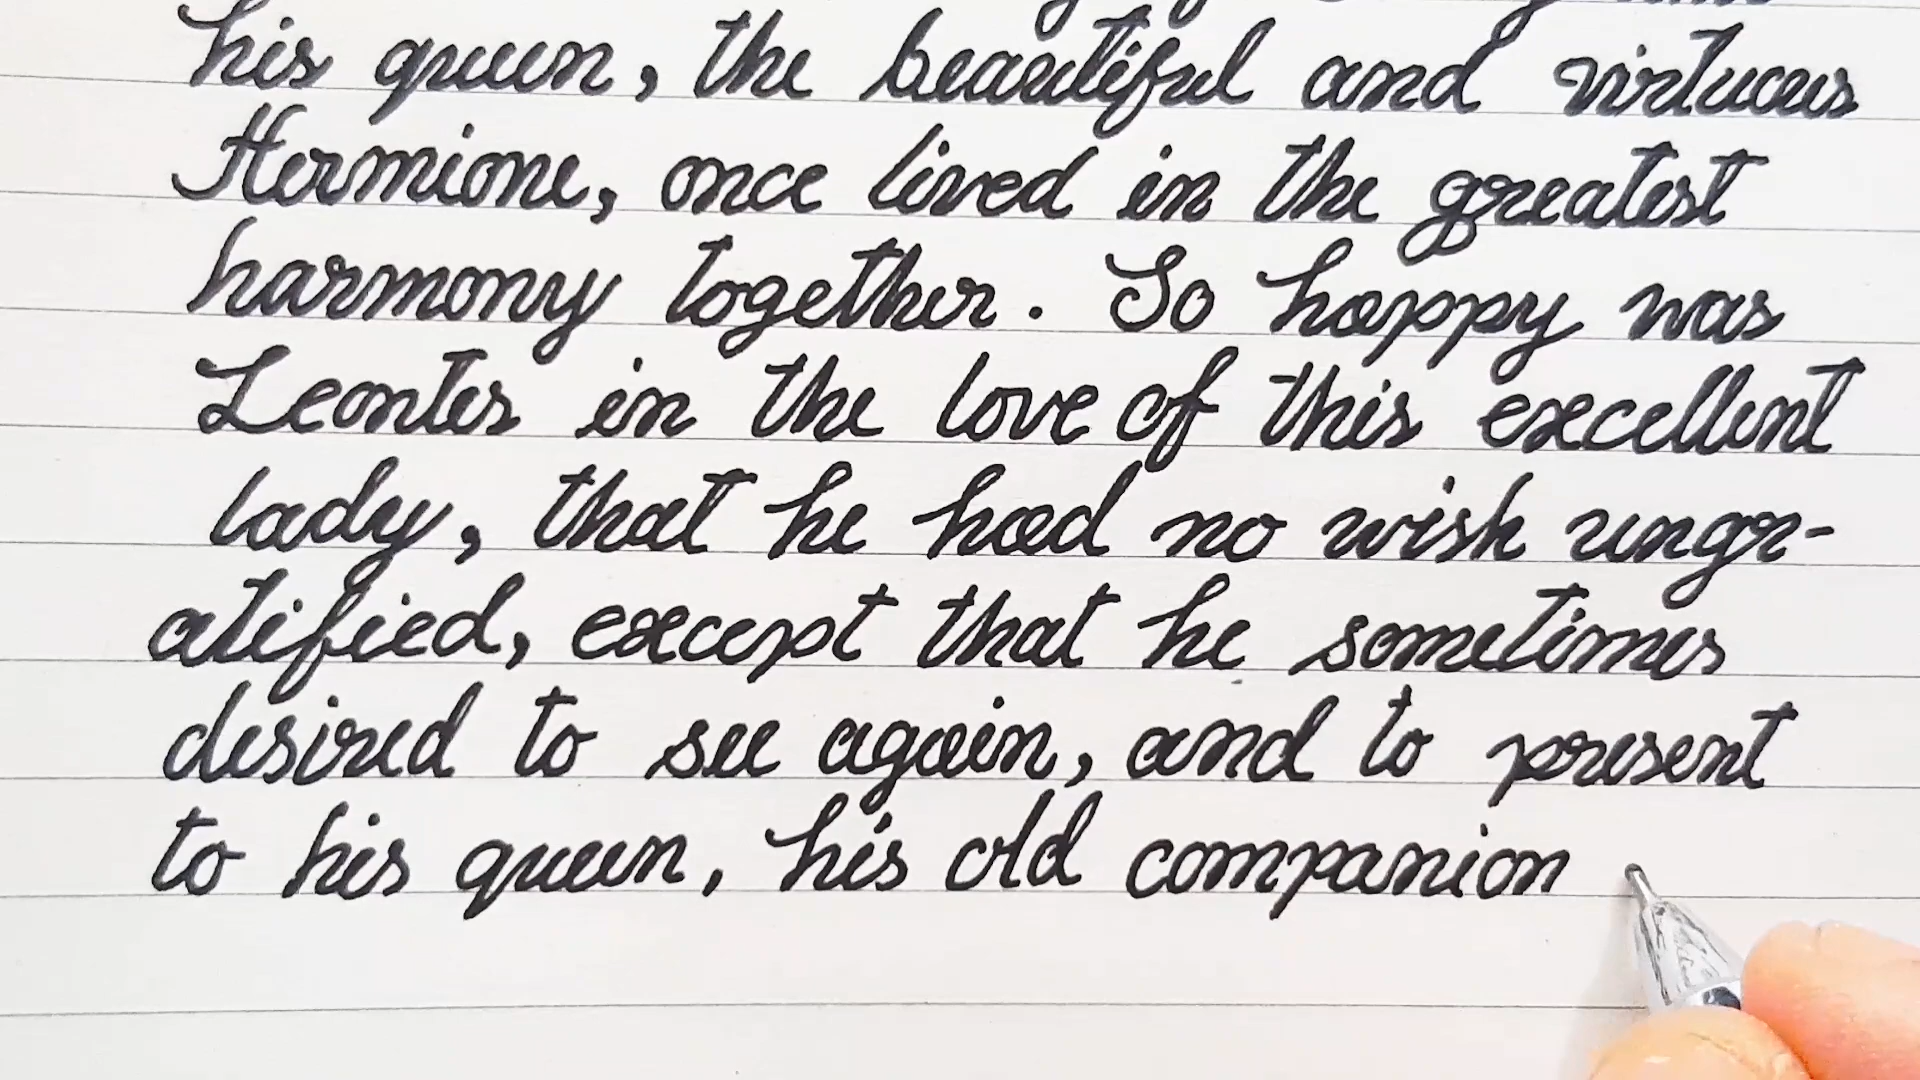 his queen, the beautiful and virtuous
Hermione, once lived in the greatest
harmony together. So happy was
Leontes in the love of this excellent
lady, that he had no wish ungr-
atified, except that he sometimes
desired to see again, and to present
to his queen, his old companion